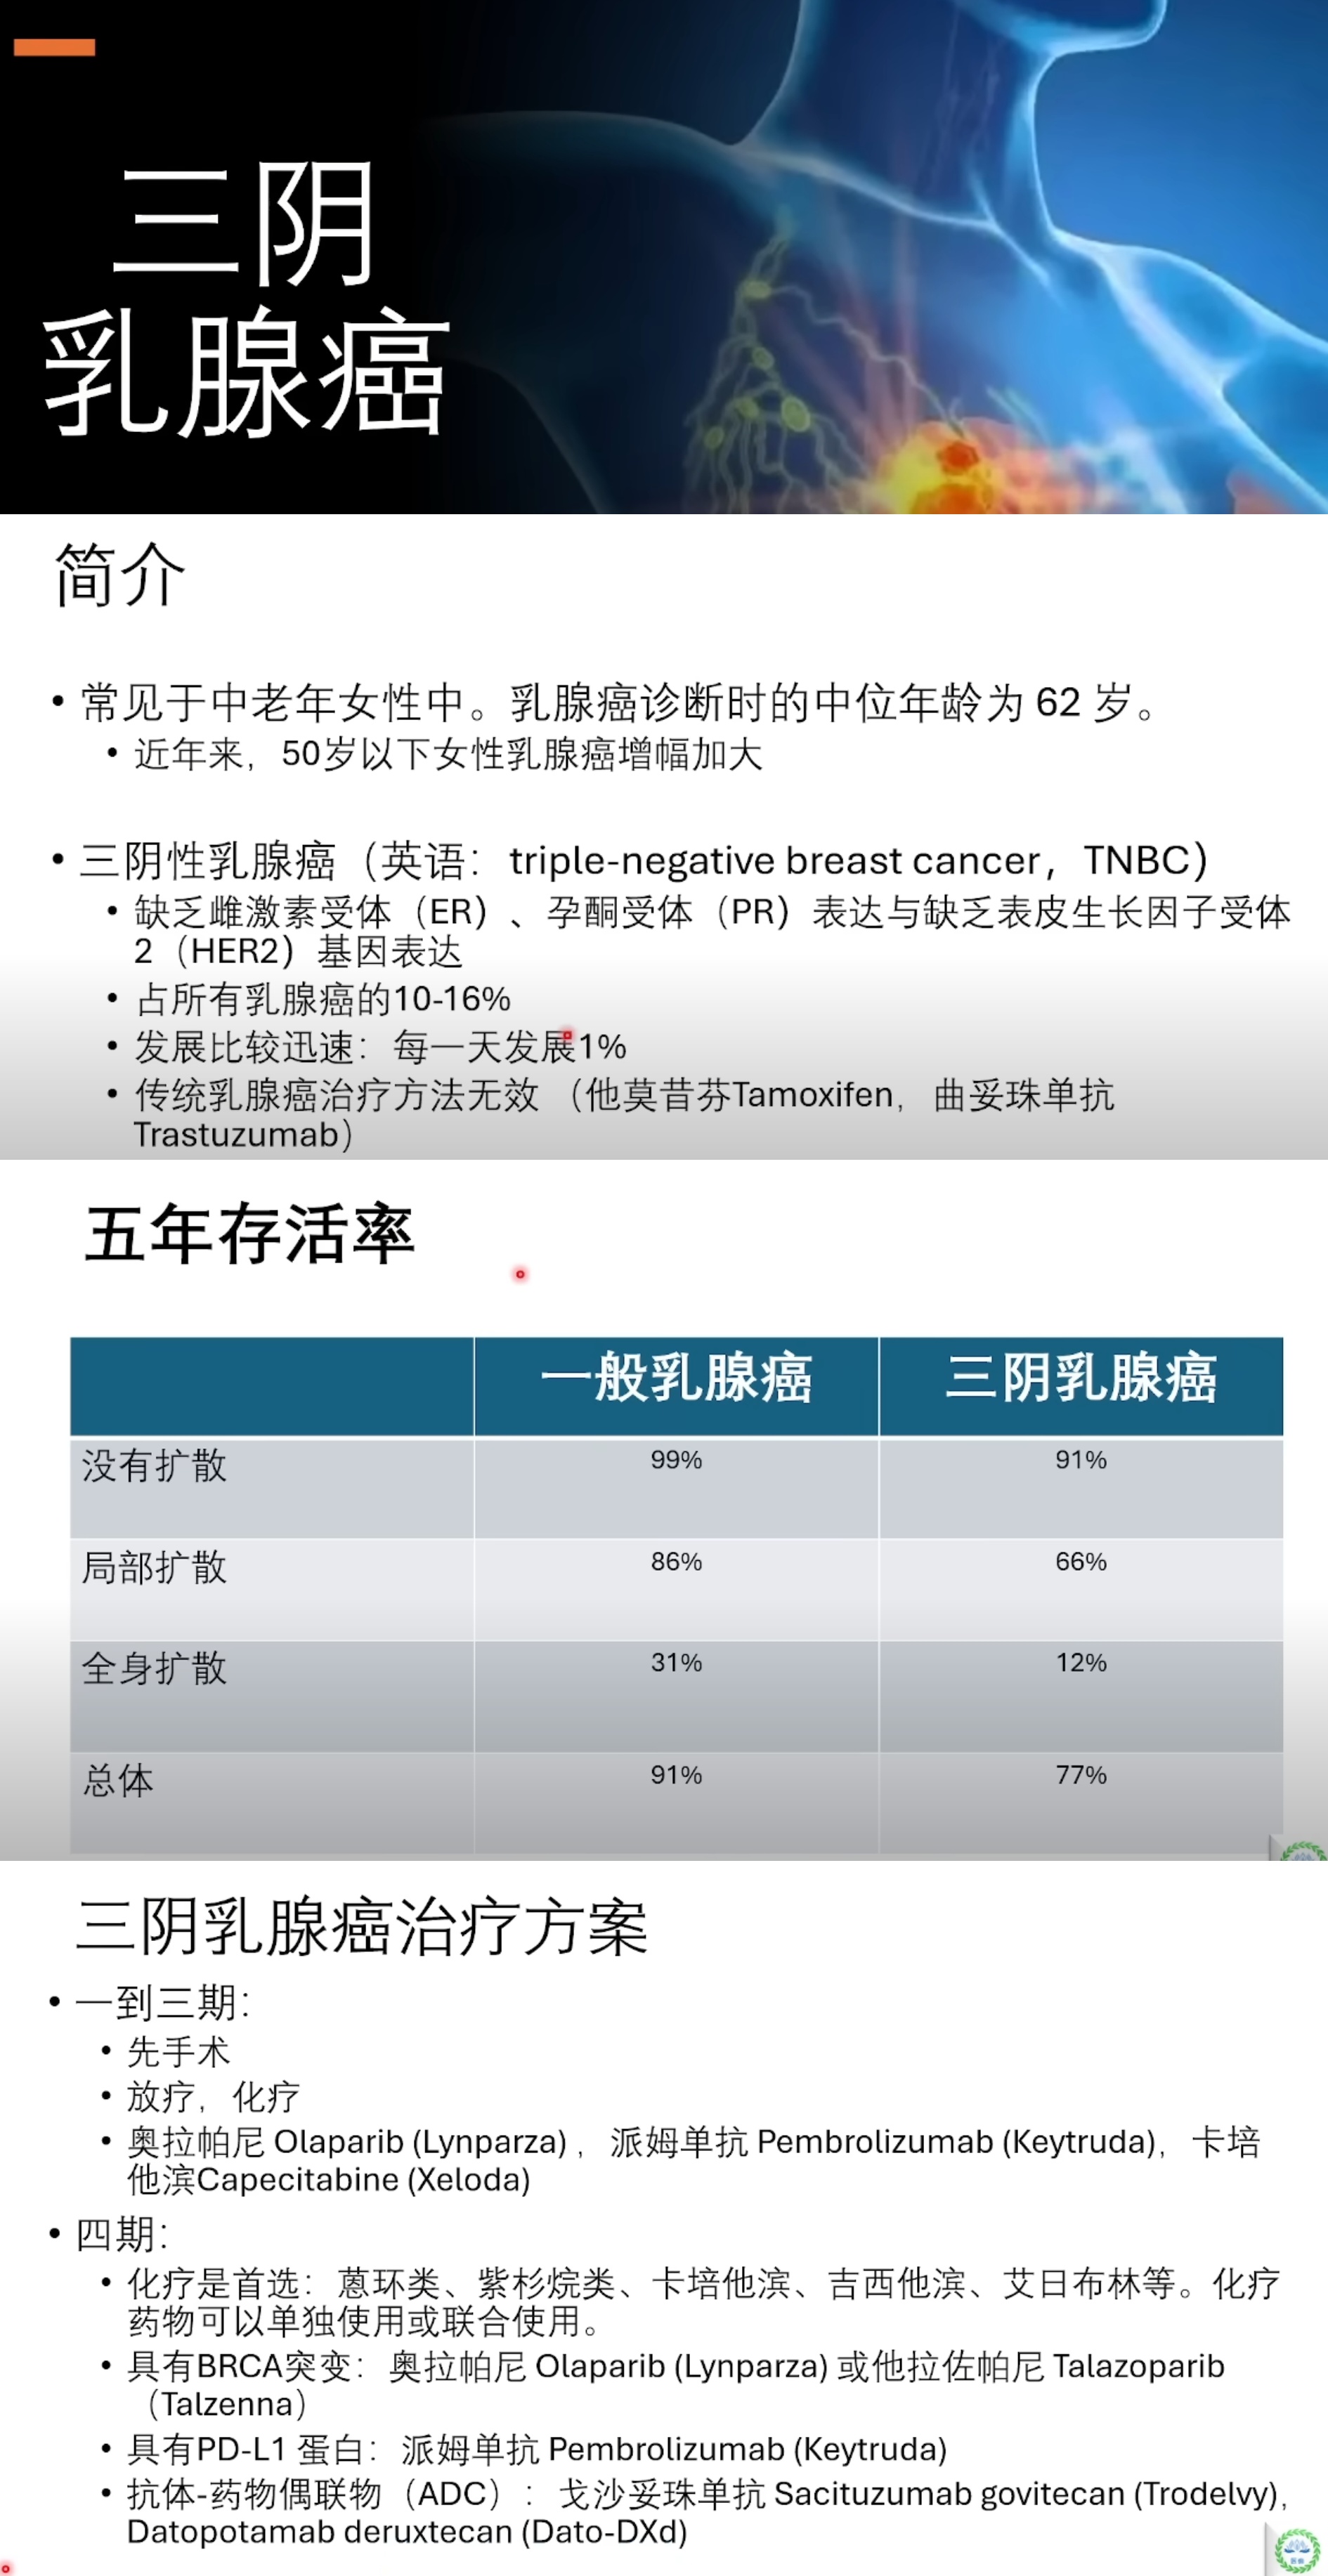 三阴
乳腺癌
简介
• 常见于中老年女性中。乳腺癌诊断时的中位年龄为 62 岁。
• 近年来，50岁以下女性乳腺癌增幅加大
• 三阴性乳腺癌（英语：triple-negative breast cancer，TNBC）
• 缺乏雌激素受体（ER）、孕酮受体（PR）表达与缺乏表皮生长因子受体
2（HER2）基因表达
• 占所有乳腺癌的10-16%
• 发展比较迅速：每一天发展1%
• 传统乳腺癌治疗方法无效 （他莫昔芬Tamoxifen，曲妥珠单抗
Trastuzumab）
五年存活率
一般乳腺癌 三阴乳腺癌
没有扩散 99% 91%
局部扩散 86% 66%
全身扩散 31% 12%
总体 91% 77%
三阴乳腺癌治疗方案
• 一到三期：
• 先手术
• 放疗，化疗
• 奥拉帕尼 Olaparib (Lynparza) ，派姆单抗 Pembrolizumab (Keytruda)，卡培
他滨Capecitabine (Xeloda)
• 四期：
• 化疗是首选：蒽环类、紫杉烷类、卡培他滨、吉西他滨、艾日布林等。化疗
药物可以单独使用或联合使用。
• 具有BRCA突变：奥拉帕尼 Olaparib (Lynparza) 或他拉佐帕尼 Talazoparib
（Talzenna）
• 具有PD-L1 蛋白：派姆单抗 Pembrolizumab (Keytruda)
• 抗体-药物偶联物（ADC）：戈沙妥珠单抗 Sacituzumab govitecan (Trodelvy),
Datopotamab deruxtecan (Dato-DXd)